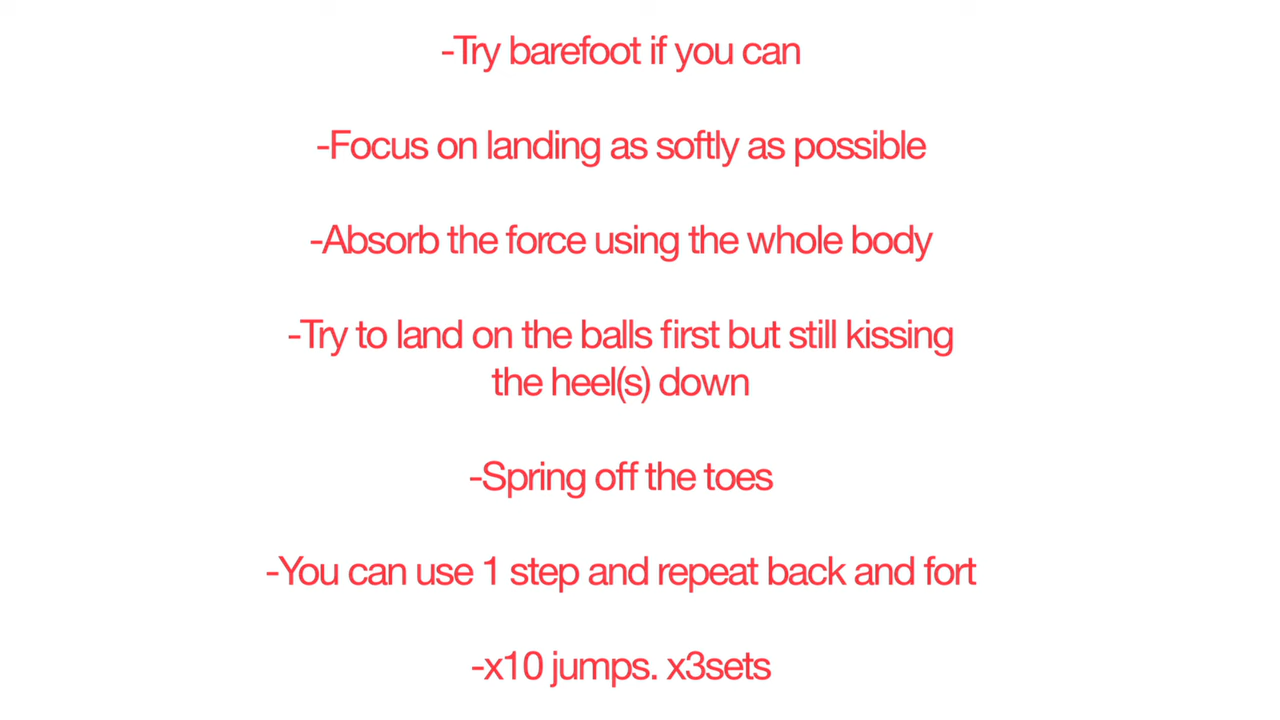 -Try barefoot if you can
-Focus on landing as softly as possible
-Absorb the force using the whole body
-Try to land on the balls first but still kissing
the heel(s) down
-Spring off the toes
-You can use 1 step and repeat back and fort
-x10 jumps. x3sets